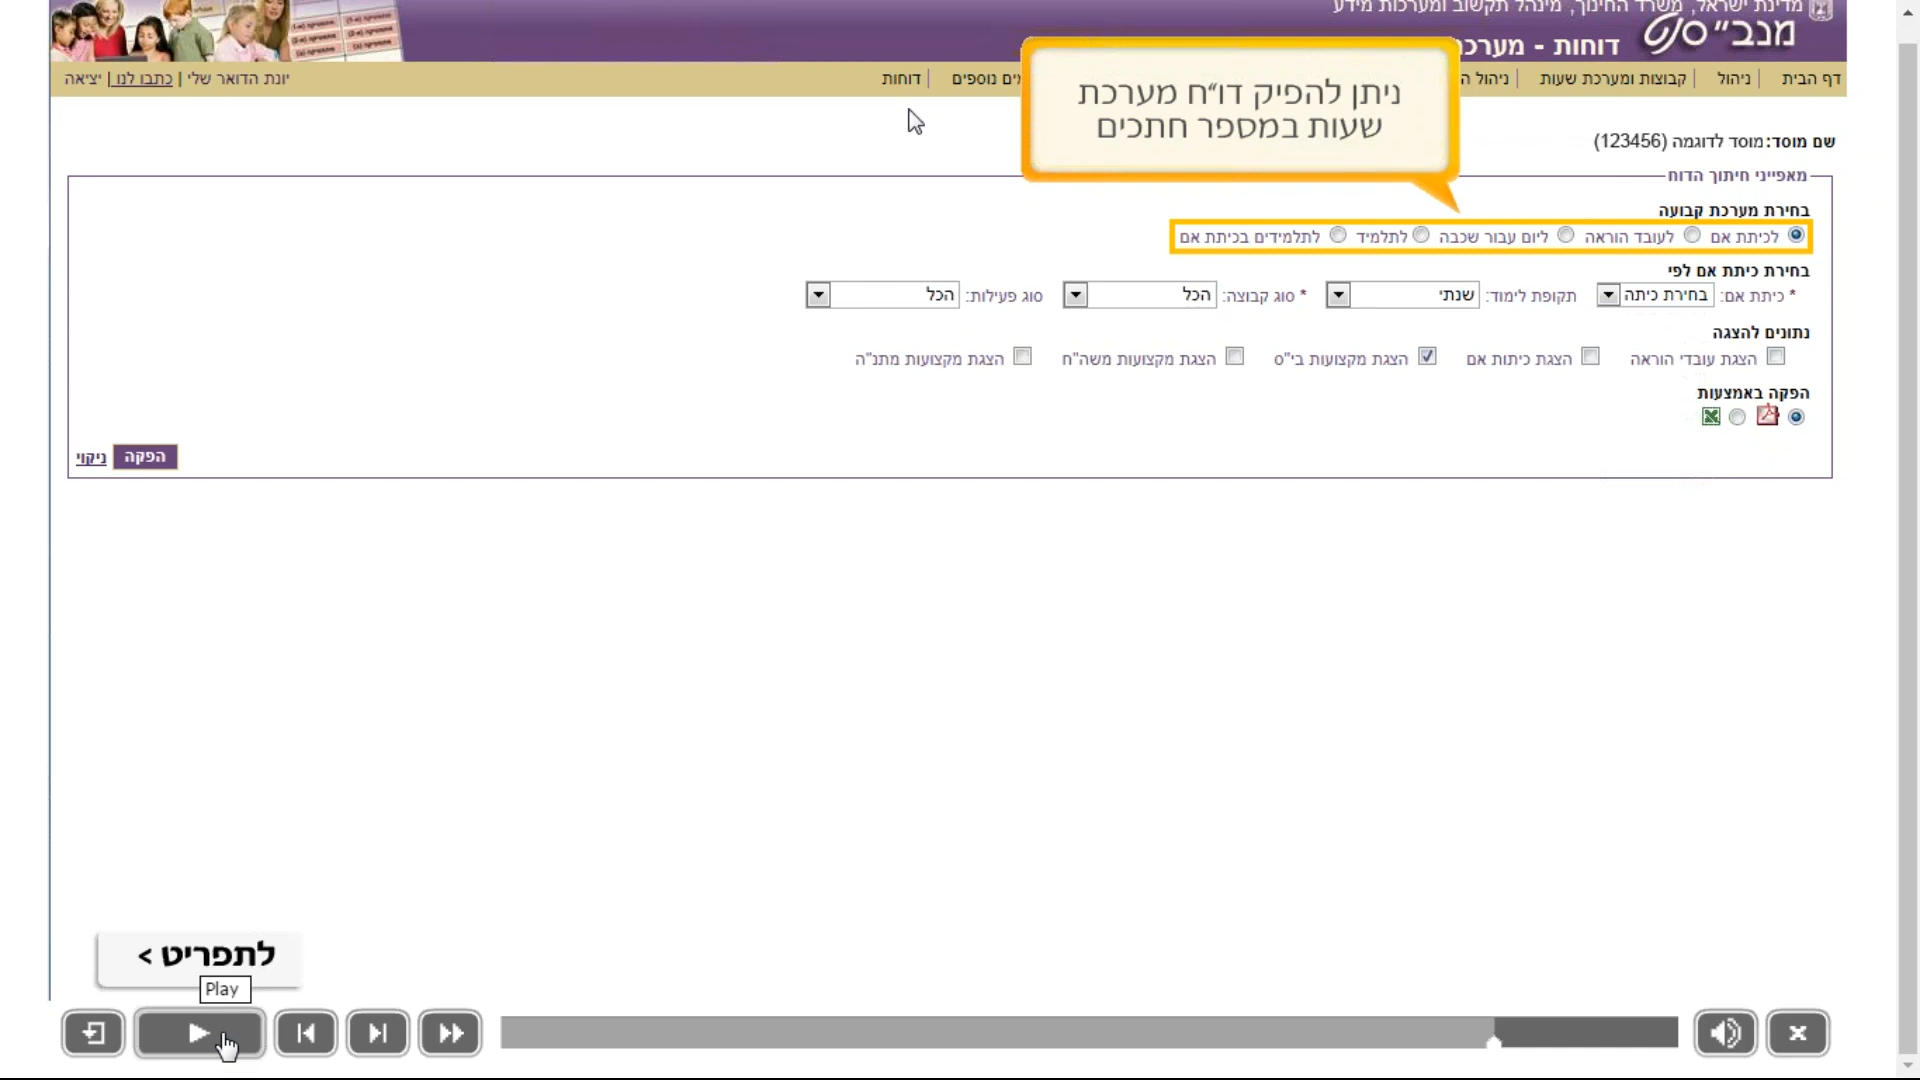 מדינת ישראל, משרד החינוך, מינהל תקשוב ומערכות מידע
מנב"סנט
דוחות - מערכ
דף הבית | ניהול | קבוצות ומערכת שעות | ניהול ה
ים נוספים | דוחות
יונת הדואר שלי | כתבו לנו | יציאה
ניתן להפיק דו"ח מערכת
שעות במספר חתכים
שם מוסד: מוסד לדוגמה (123456)
מאפייני חיתוך הדוח
בחירת מערכת קבועה
לכיתת אם לעובד הוראה ליום עבור שכבה לתלמיד לתלמידים בכיתת אם
בחירת כיתת אם לפי
* כיתת אם: בחירת כיתה תקופת לימוד: שנתי * סוג קבוצה: הכל סוג פעילות: הכל
נתונים להצגה
הצגת עובדי הוראה הצגת כיתות אם הצגת מקצועות בי"ס הצגת מקצועות משה"ח הצגת מקצועות מתנ"ה
הפקה באמצעות
הפקה ניקוי
לתפריט >
Play